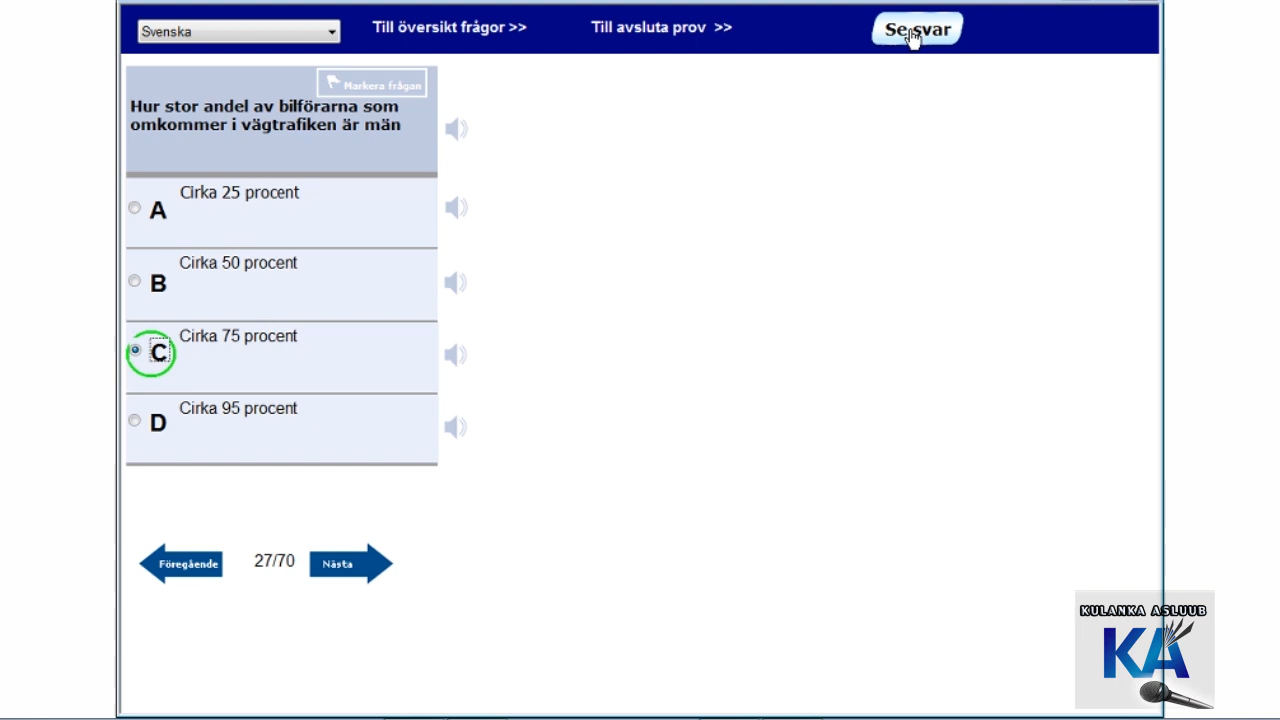 Svenska
Till översikt frågor >>
Till avsluta prov >>
Se svar
Markera frågan
Hur stor andel av bilförarna som
omkommer i vägtrafiken är män
A Cirka 25 procent
B Cirka 50 procent
C Cirka 75 procent
D Cirka 95 procent
Föregående
27/70
Nästa
KULANKA ASLUUB
KA